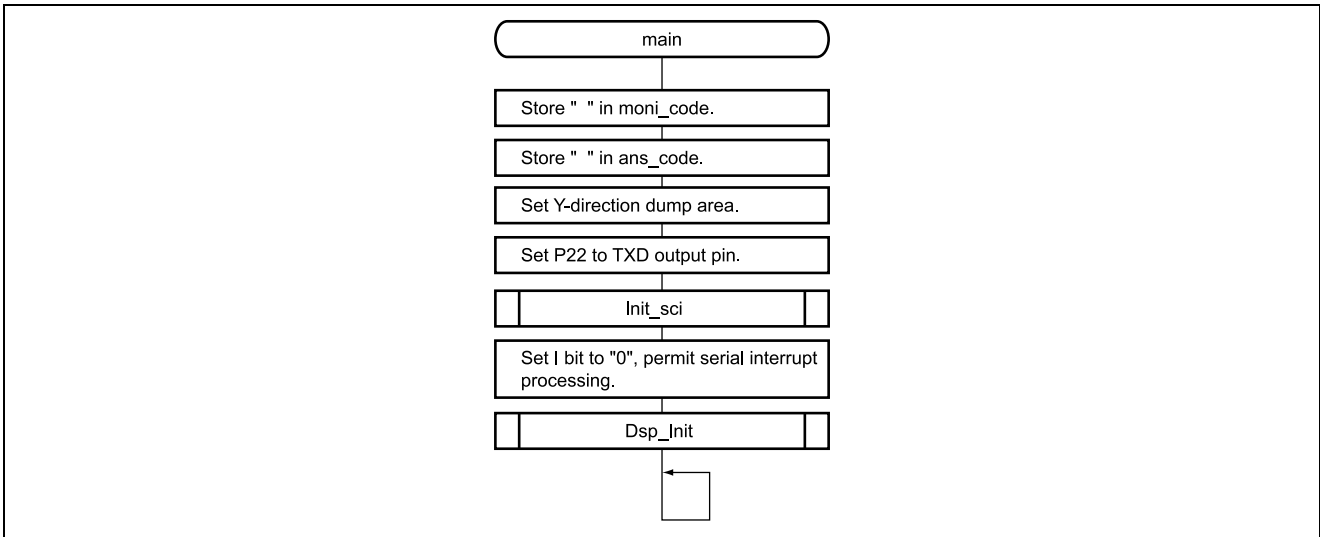 main
Store "  " in moni_code.
Store "  " in ans_code.
Set Y-direction dump area.
Set P22 to TXD output pin.
Init_sci
Set I bit to "0", permit serial interrupt
processing.
Dsp_Init